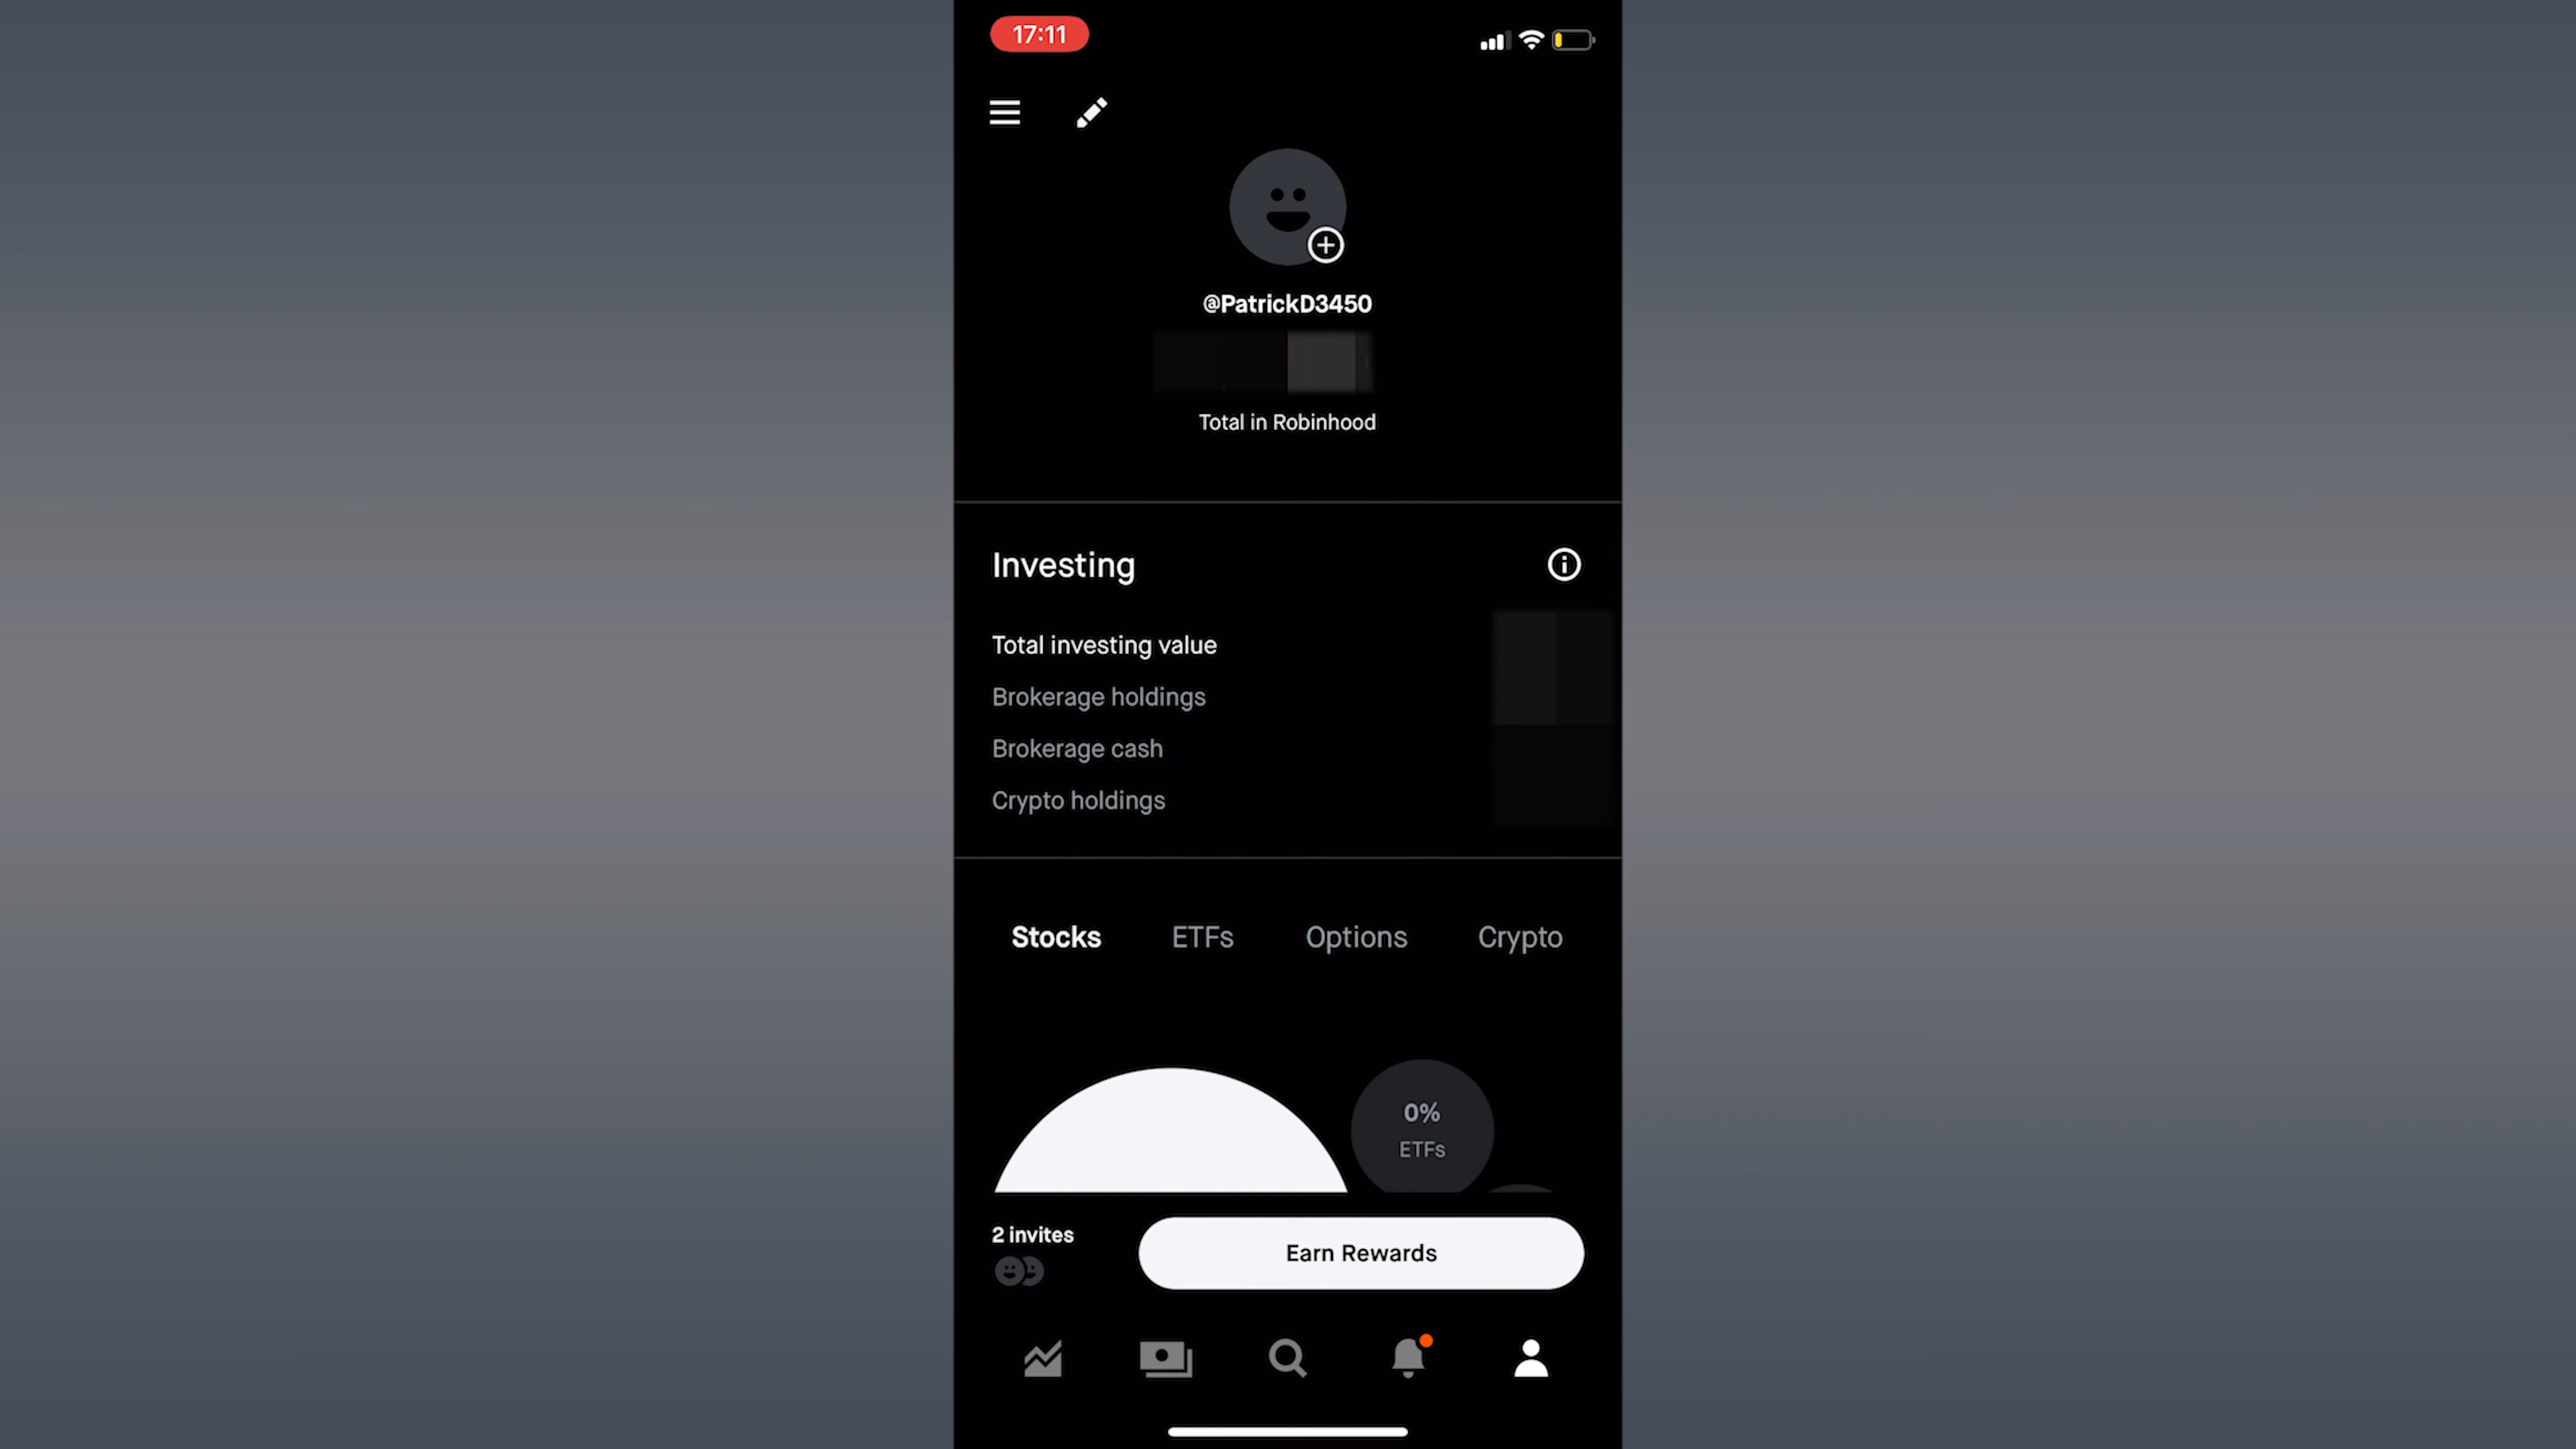 17:11
@PatrickD3450
Total in Robinhood
Investing
Total investing value
Brokerage holdings
Brokerage cash
Crypto holdings
Stocks ETFs Options Crypto
0%
ETFs
2 invites
Earn Rewards